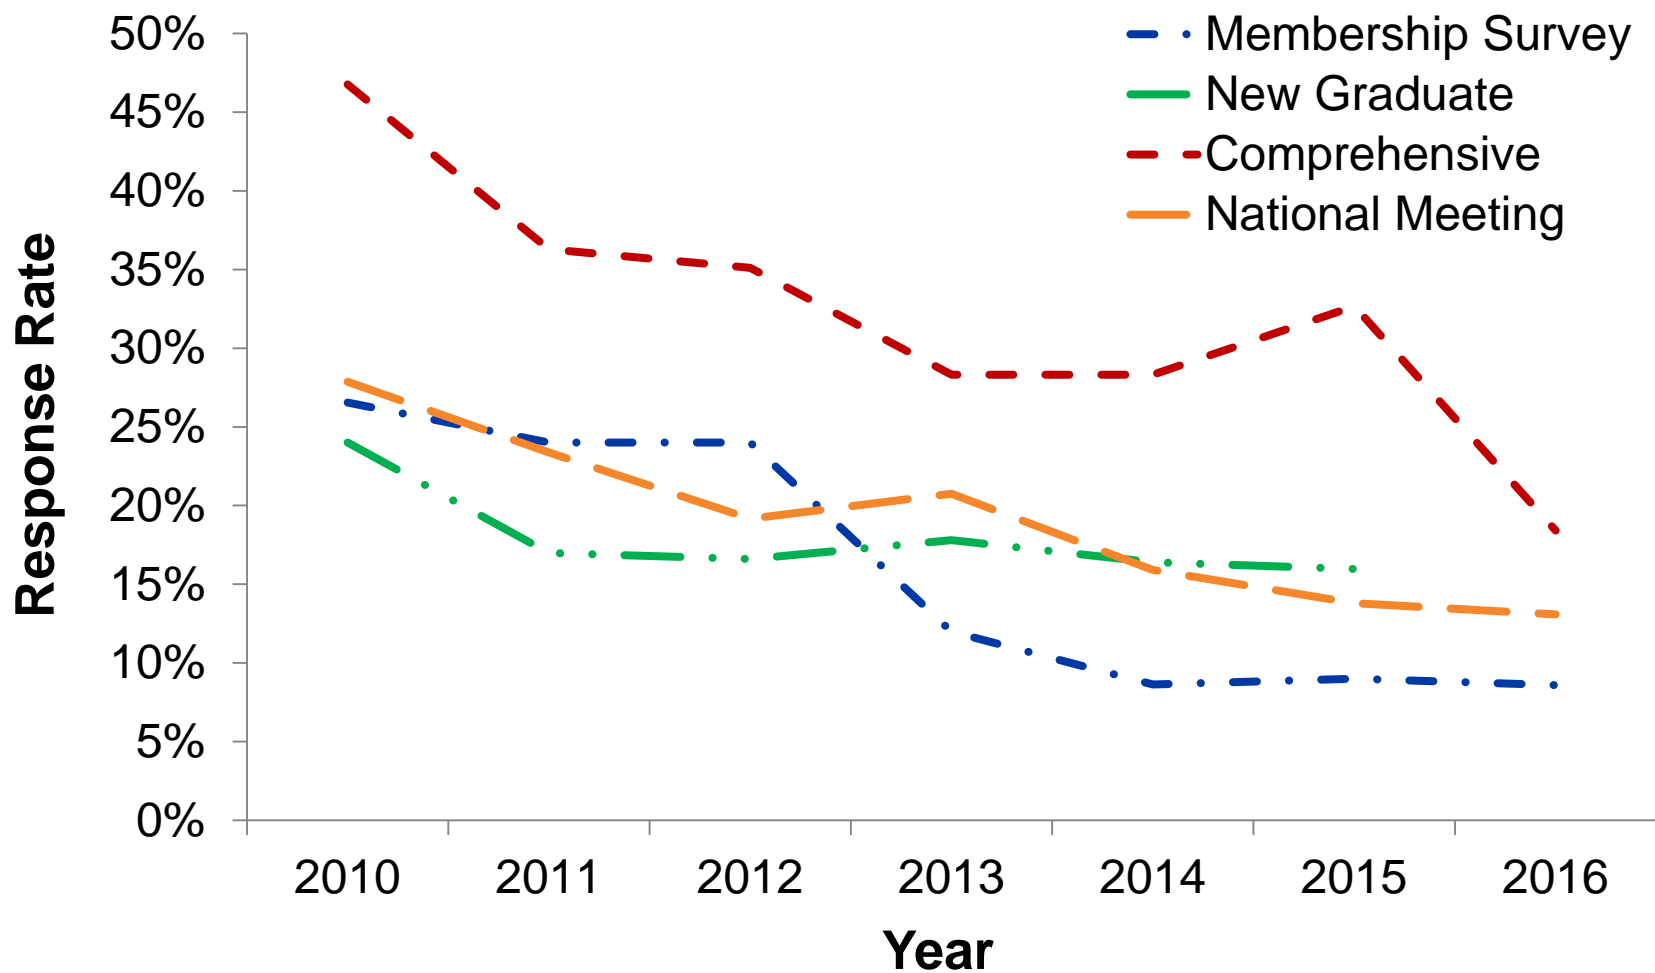 50%
45%
40%
35%
30%
25%
20%
15%
10%
5%
0%
Response Rate
Membership Survey
New Graduate
Comprehensive
National Meeting
2010 2011 2012 2013 2014 2015 2016
Year